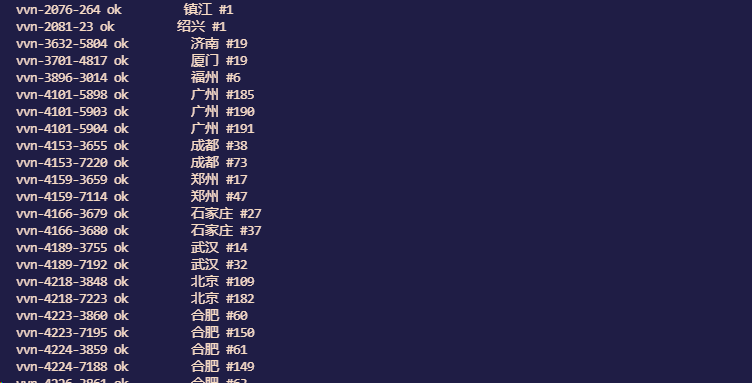 vvn-2076-264 ok 镇江 #1
vvn-2081-23 ok 绍兴 #1
vvn-3632-5804 ok 济南 #19
vvn-3701-4817 ok 厦门 #19
vvn-3896-3014 ok 福州 #6
vvn-4101-5898 ok 广州 #185
vvn-4101-5903 ok 广州 #190
vvn-4101-5904 ok 广州 #191
vvn-4153-3655 ok 成都 #38
vvn-4153-7220 ok 成都 #73
vvn-4159-3659 ok 郑州 #17
vvn-4159-7114 ok 郑州 #47
vvn-4166-3679 ok 石家庄 #27
vvn-4166-3680 ok 石家庄 #37
vvn-4189-3755 ok 武汉 #14
vvn-4189-7192 ok 武汉 #32
vvn-4218-3848 ok 北京 #109
vvn-4218-7223 ok 北京 #182
vvn-4223-3860 ok 合肥 #60
vvn-4223-7195 ok 合肥 #150
vvn-4224-3859 ok 合肥 #61
vvn-4224-7188 ok 合肥 #149
vvn-4226-3861 ok 合肥